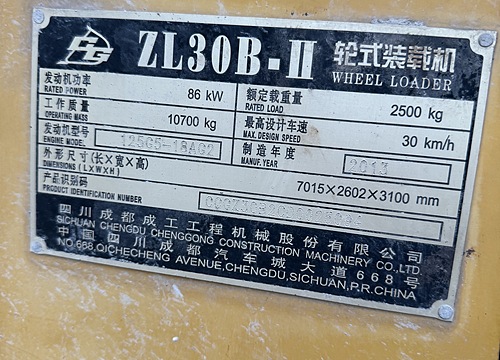 ZL30B-II 轮式装载机
WHEEL LOADER
发动机功率 86 kW
RATED POWER
额定载重量 2500 kg
RATED LOAD
工作质量 10700 kg
OPERATING MASS
最高设计车速 30 km/h
MAX. DESIGN SPEED
发动机型号 125G5-18AG2
ENGINE MODEL
制造年度 2013
MANUF. YEAR
外形尺寸(长×宽×高) 7015×2602×3100 mm
DIMENSIONS (L×W×H)
产品识别码
PRODUCT IDENTIFICATION NUMBER
四川成都成工工程机械股份有限公司
SICHUAN CHENGDU CHENGGONG CONSTRUCTION MACHINERY CO.,LTD.
中国四川成都汽车城大道668号
NO.668,QICHECHENG AVENUE,CHENGDU,SICHUAN,P.R.CHINA